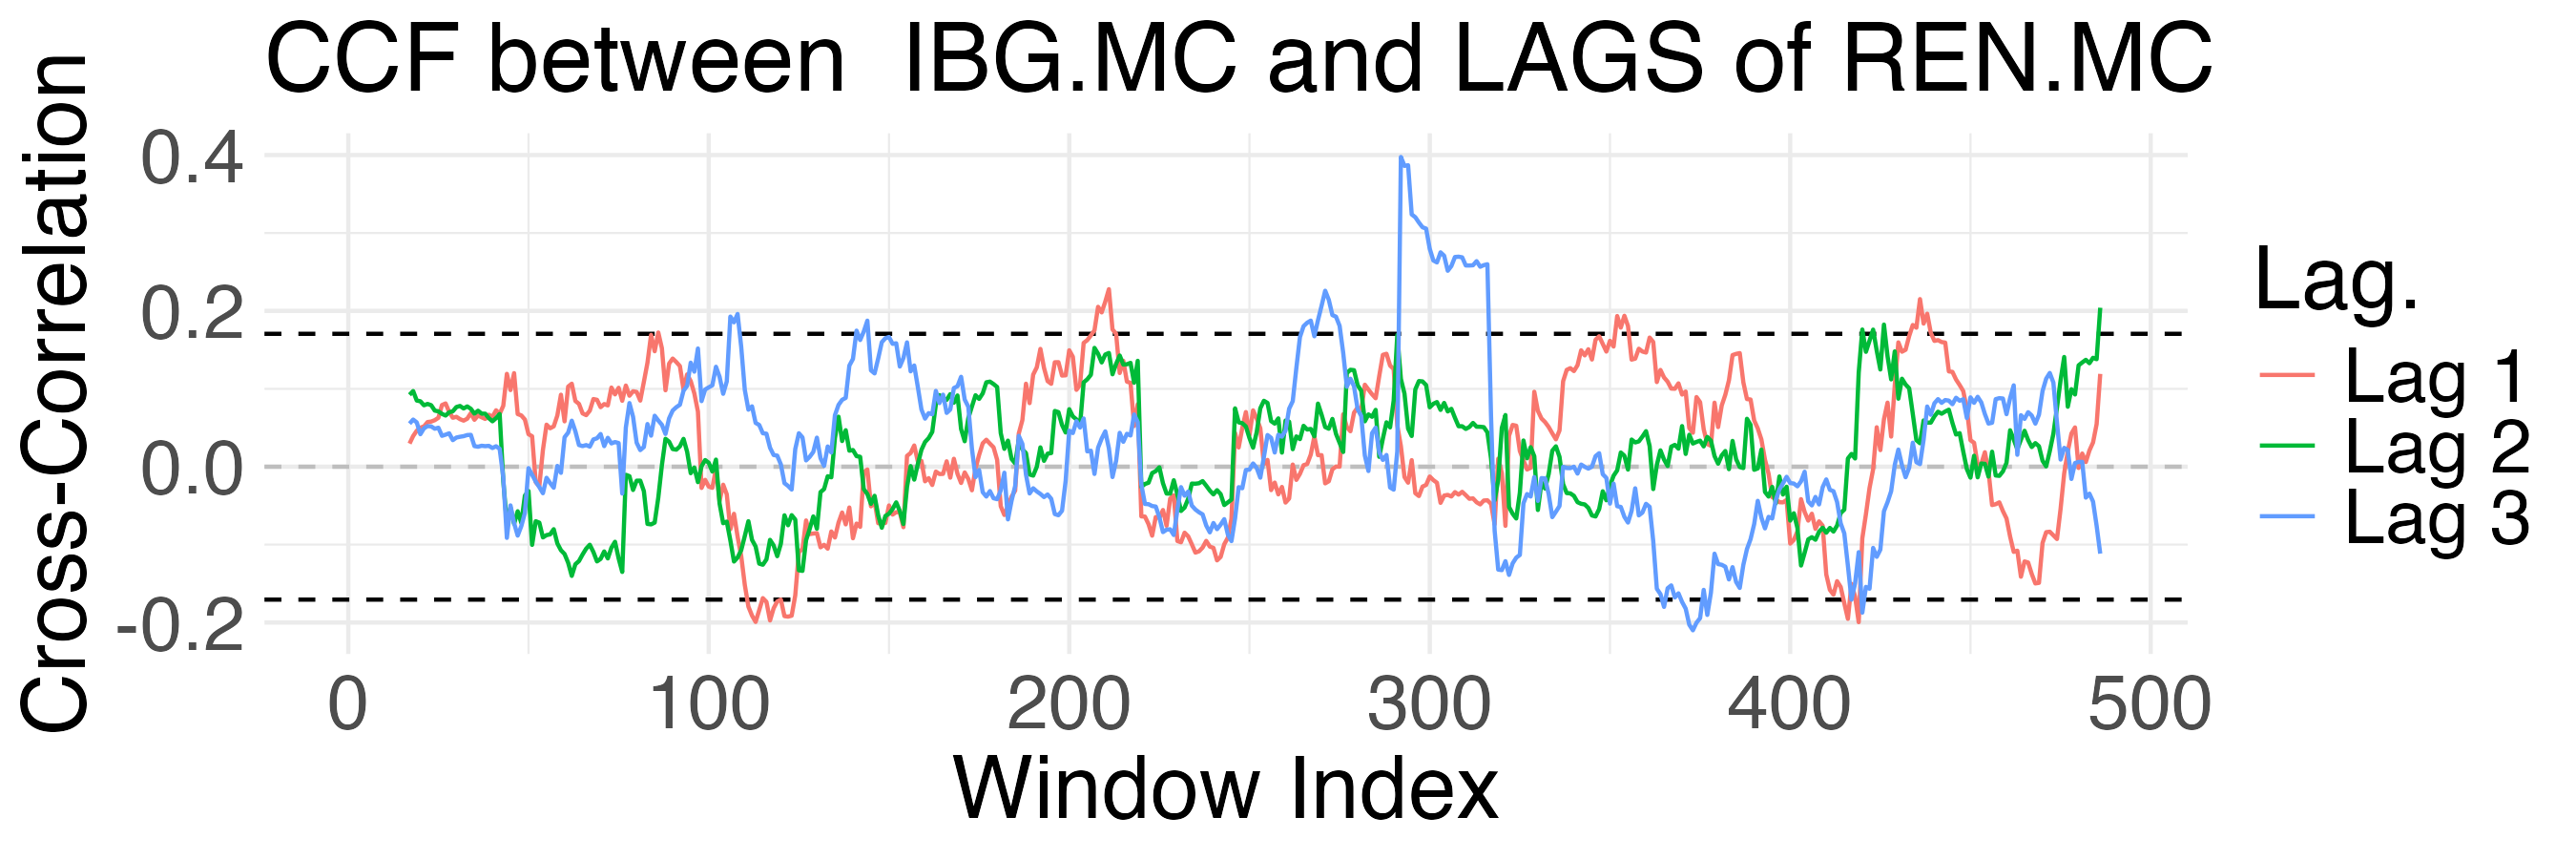 CCF between  IBG.MC and LAGS of REN.MC
Cross-Correlation
0.4
0.2
0.0
-0.2
0 100 200 300 400 500
Window Index
Lag.
Lag 1
Lag 2
Lag 3